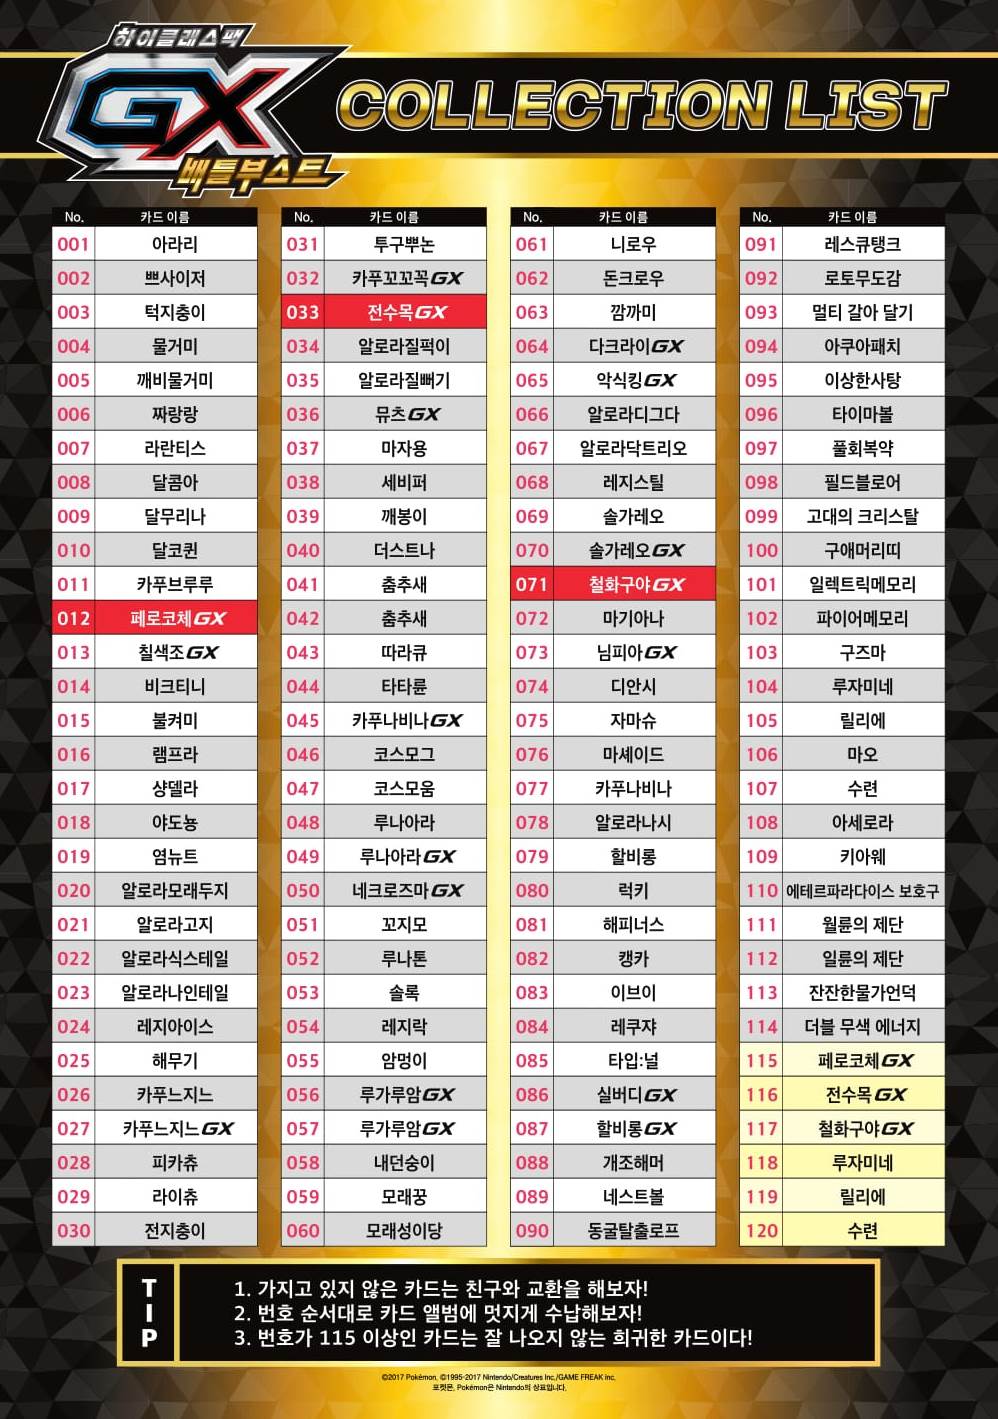 하이클래스팩
GX
배틀부스트
COLLECTION LIST
No. 카드 이름
001 아라리
002 쁘사이저
003 턱지충이
004 물거미
005 깨비물거미
006 짜랑랑
007 라란티스
008 달콤아
009 달무리나
010 달코퀸
011 카푸브루루
012 페로코체GX
013 칠색조GX
014 비크티니
015 불켜미
016 램프라
017 샹델라
018 야도뇽
019 염뉴트
020 알로라모래두지
021 알로라고지
022 알로라식스테일
023 알로라나인테일
024 레지아이스
025 해무기
026 카푸느지느
027 카푸느지느GX
028 피카츄
029 라이츄
030 전지충이
No. 카드 이름
031 투구뿌논
032 카푸꼬꼬꼭GX
033 전수목GX
034 알로라질퍽이
035 알로라질뻐기
036 뮤츠GX
037 마자용
038 세비퍼
039 깨봉이
040 더스트나
041 춤추새
042 춤추새
043 따라큐
044 타타륜
045 카푸나비나GX
046 코스모그
047 코스모움
048 루나아라
049 루나아라GX
050 네크로즈마GX
051 꼬지모
052 루나톤
053 솔록
054 레지락
055 암멍이
056 루가루암GX
057 루가루암GX
058 내던숭이
059 모래꿍
060 모래성이당
No. 카드 이름
061 니로우
062 돈크로우
063 깜까미
064 다크라이GX
065 악식킹GX
066 알로라디그다
067 알로라닥트리오
068 레지스틸
069 솔가레오
070 솔가레오GX
071 철화구야GX
072 마기아나
073 님피아GX
074 디안시
075 자마슈
076 마셰이드
077 카푸나비나
078 알로라나시
079 할비롱
080 럭키
081 해피너스
082 캥카
083 이브이
084 레쿠쟈
085 타입:널
086 실버디GX
087 할비롱GX
088 개조해머
089 네스트볼
090 동굴탈출로프
No. 카드 이름
091 레스큐탱크
092 로토무도감
093 멀티 갈아 달기
094 아쿠아패치
095 이상한사탕
096 타이마볼
097 풀회복약
098 필드블로어
099 고대의 크리스탈
100 구애머리띠
101 일렉트릭메모리
102 파이어메모리
103 구즈마
104 루자미네
105 릴리에
106 마오
107 수련
108 아세로라
109 키아웨
110 에테르파라다이스 보호구
111 월륜의 제단
112 일륜의 제단
113 잔잔한물가언덕
114 더블 무색 에너지
115 페로코체GX
116 전수목GX
117 철화구야GX
118 루자미네
119 릴리에
120 수련
TIP
1. 가지고 있지 않은 카드는 친구와 교환을 해보자!
2. 번호 순서대로 카드 앨범에 멋지게 수납해보자!
3. 번호가 115 이상인 카드는 잘 나오지 않는 희귀한 카드이다!
©2017 Pokémon. ©1995-2017 Nintendo/Creatures Inc./GAME FREAK inc.
포켓몬, Pokémon은 Nintendo의 상표입니다.